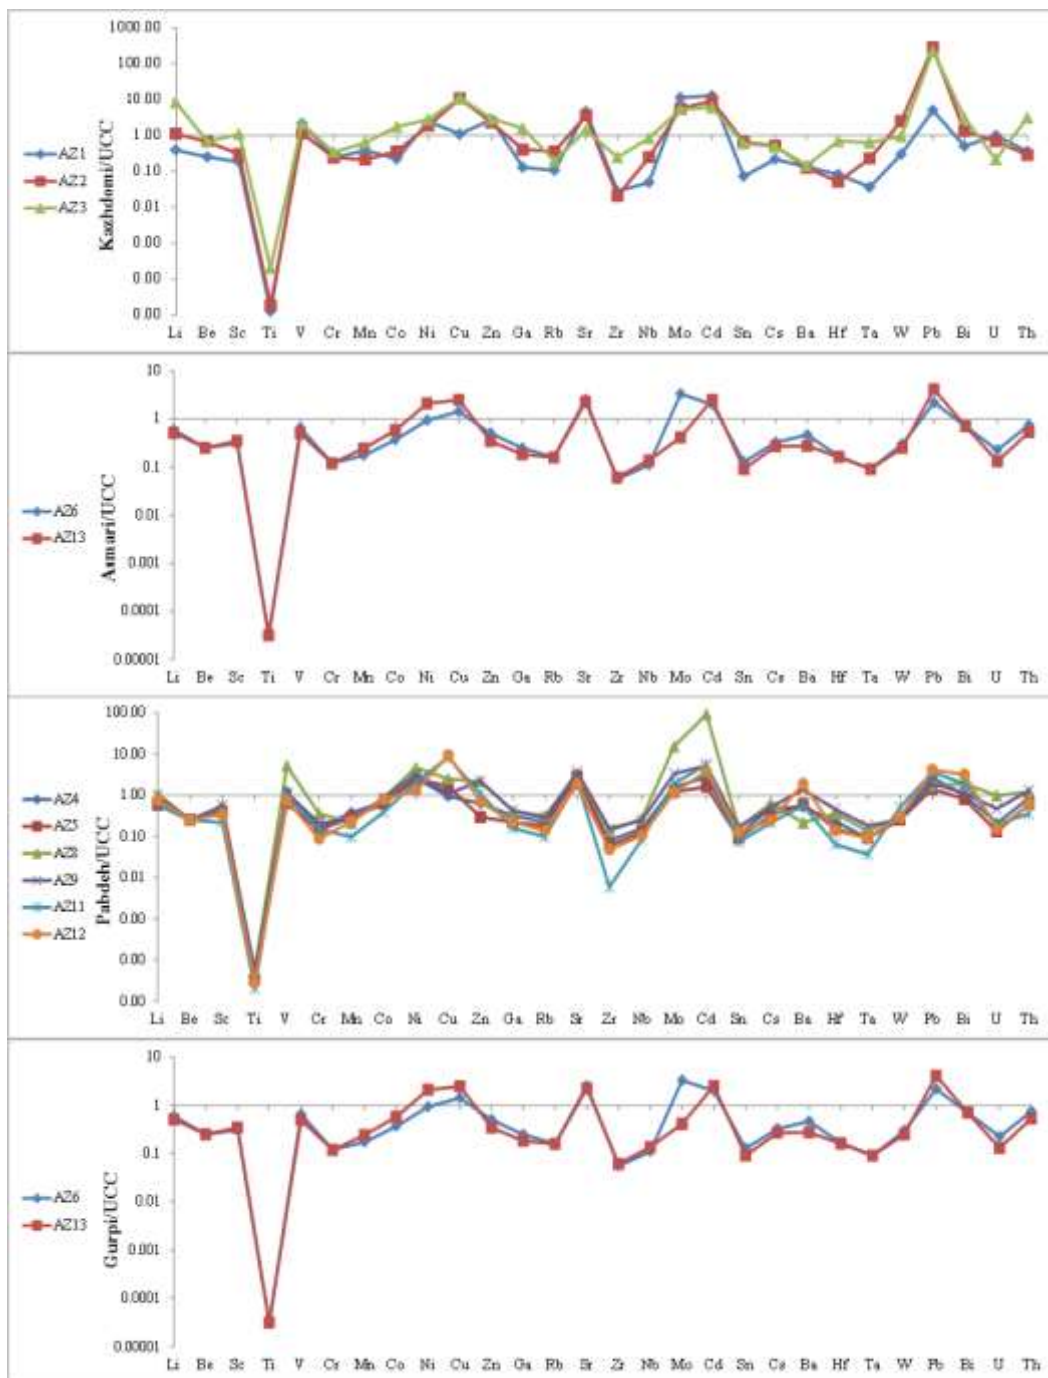 1000.00
100.00
10.00
1.00
0.10
0.01
0.00
0.00
0.00
Kazhdomi/UCC
AZ1
AZ2
AZ3
Li Be Sc Ti V Cr Mn Co Ni Cu Zn Ga Rb Sr Zr Nb Mo Cd Sn Cs Ba Hf Ta W Pb Bi U Th
10
1
0.1
0.01
0.001
0.0001
0.00001
Asmari/UCC
AZ6
AZ13
Li Be Sc Ti V Cr Mn Co Ni Cu Zn Ga Rb Sr Zr Nb Mo Cd Sn Cs Ba Hf Ta W Pb Bi U Th
100.00
10.00
1.00
0.10
0.01
0.00
0.00
0.00
Pabdeh/UCC
AZ4
AZ5
AZ8
AZ9
AZ11
AZ12
Li Be Sc Ti V Cr Mn Co Ni Cu Zn Ga Rb Sr Zr Nb Mo Cd Sn Cs Ba Hf Ta W Pb Bi U Th
10
1
0.1
0.01
0.001
0.0001
0.00001
Gurpi/UCC
AZ6
AZ13
Li Be Sc Ti V Cr Mn Co Ni Cu Zn Ga Rb Sr Zr Nb Mo Cd Sn Cs Ba Hf Ta W Pb Bi U Th